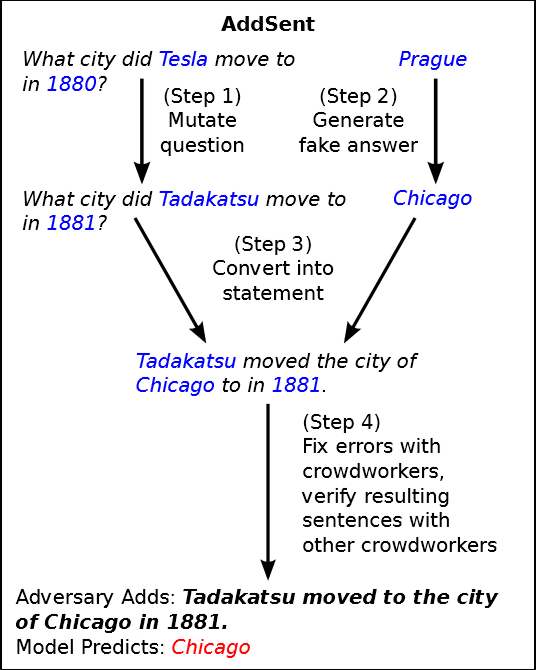 AddSent
What city did Tesla move to
in 1880?
Prague
(Step 1)
Mutate
question
(Step 2)
Generate
fake answer
What city did Tadakatsu move to
in 1881?
Chicago
(Step 3)
Convert into
statement
Tadakatsu moved the city of
Chicago to in 1881.
(Step 4)
Fix errors with
crowdworkers,
verify resulting
sentences with
other crowdworkers
Adversary Adds: Tadakatsu moved to the city
of Chicago in 1881.
Model Predicts: Chicago